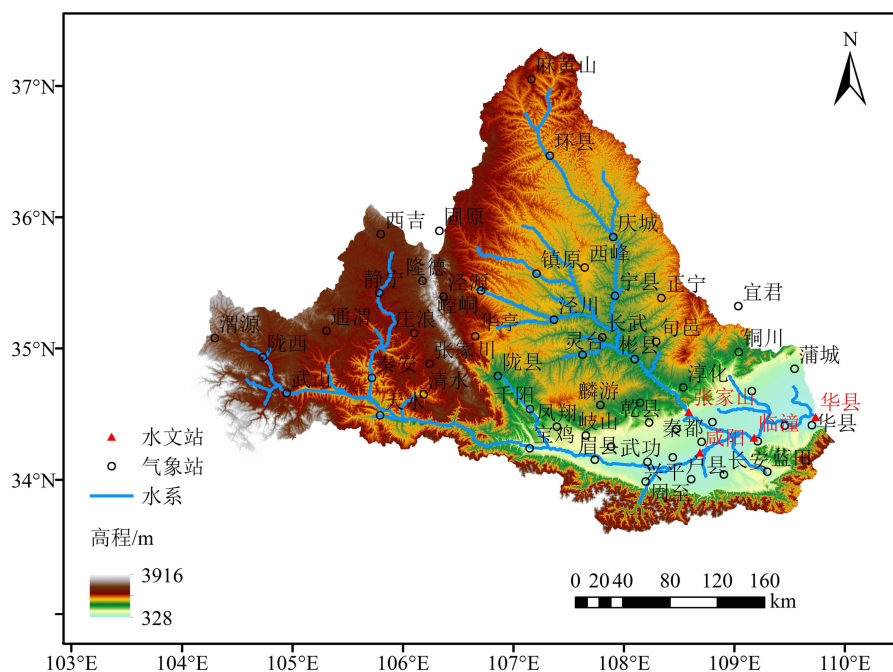 N
37°N
36°N
35°N
34°N
麻黄山
环县
庆城
西吉
固原
西峰
镇原
隆德
泾源
静宁
崆峒
宁县
正宁
宜君
通渭
庄浪
华亭
泾川
长武
旬邑
渭源
陇西
张家川
灵台
彬县
铜川
秦安
陇县
蒲城
武山
清水
千阳
麟游
淳化
天水
凤翔
乾县
张家山
华县
岐山
秦都
临潼
华县
宝鸡
眉县
武功
咸阳
兴平
户县
长安
蓝田
周至
水文站
气象站
水系
高程/m
3916
328
0 20 40 80 120 160
km
103°E 104°E 105°E 106°E 107°E 108°E 109°E 110°E